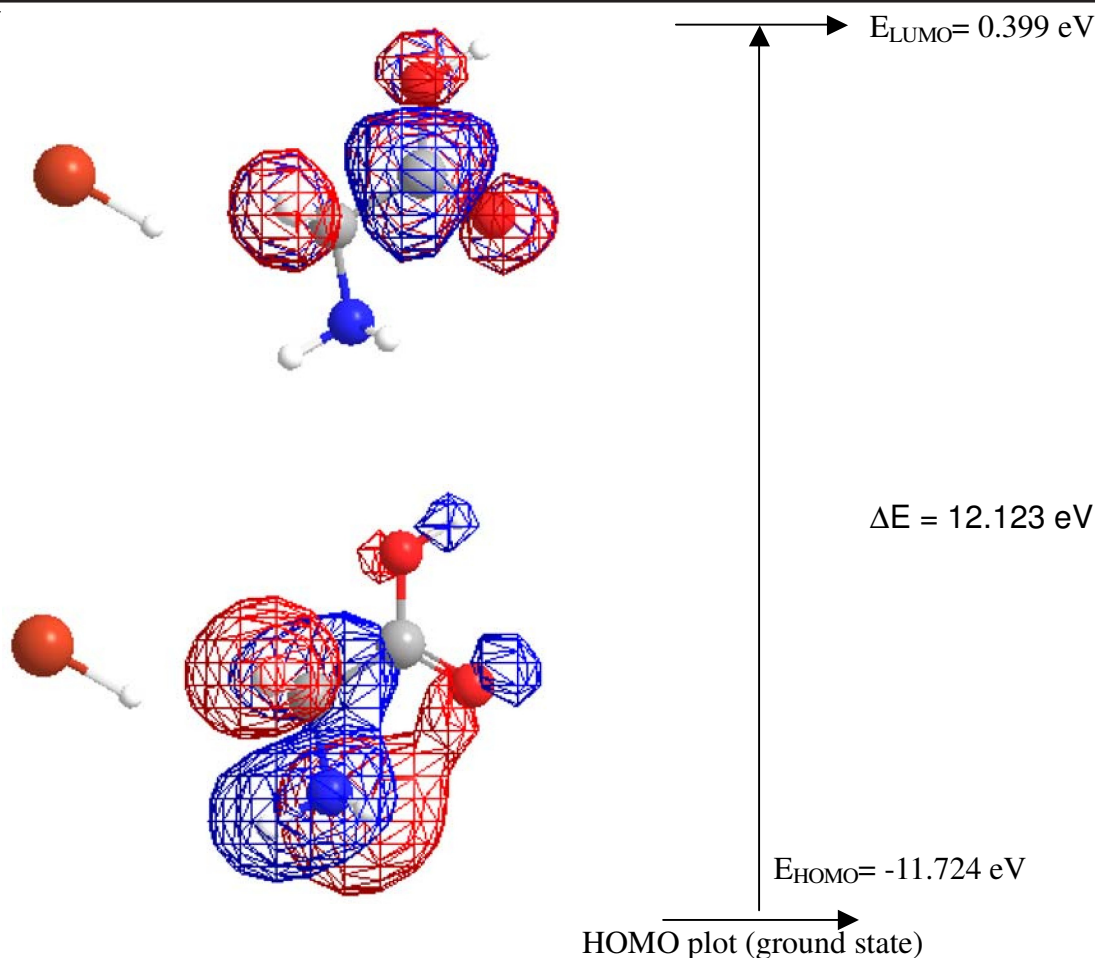 E_LUMO= 0.399 eV
ΔE = 12.123 eV
E_HOMO= -11.724 eV
HOMO plot (ground state)